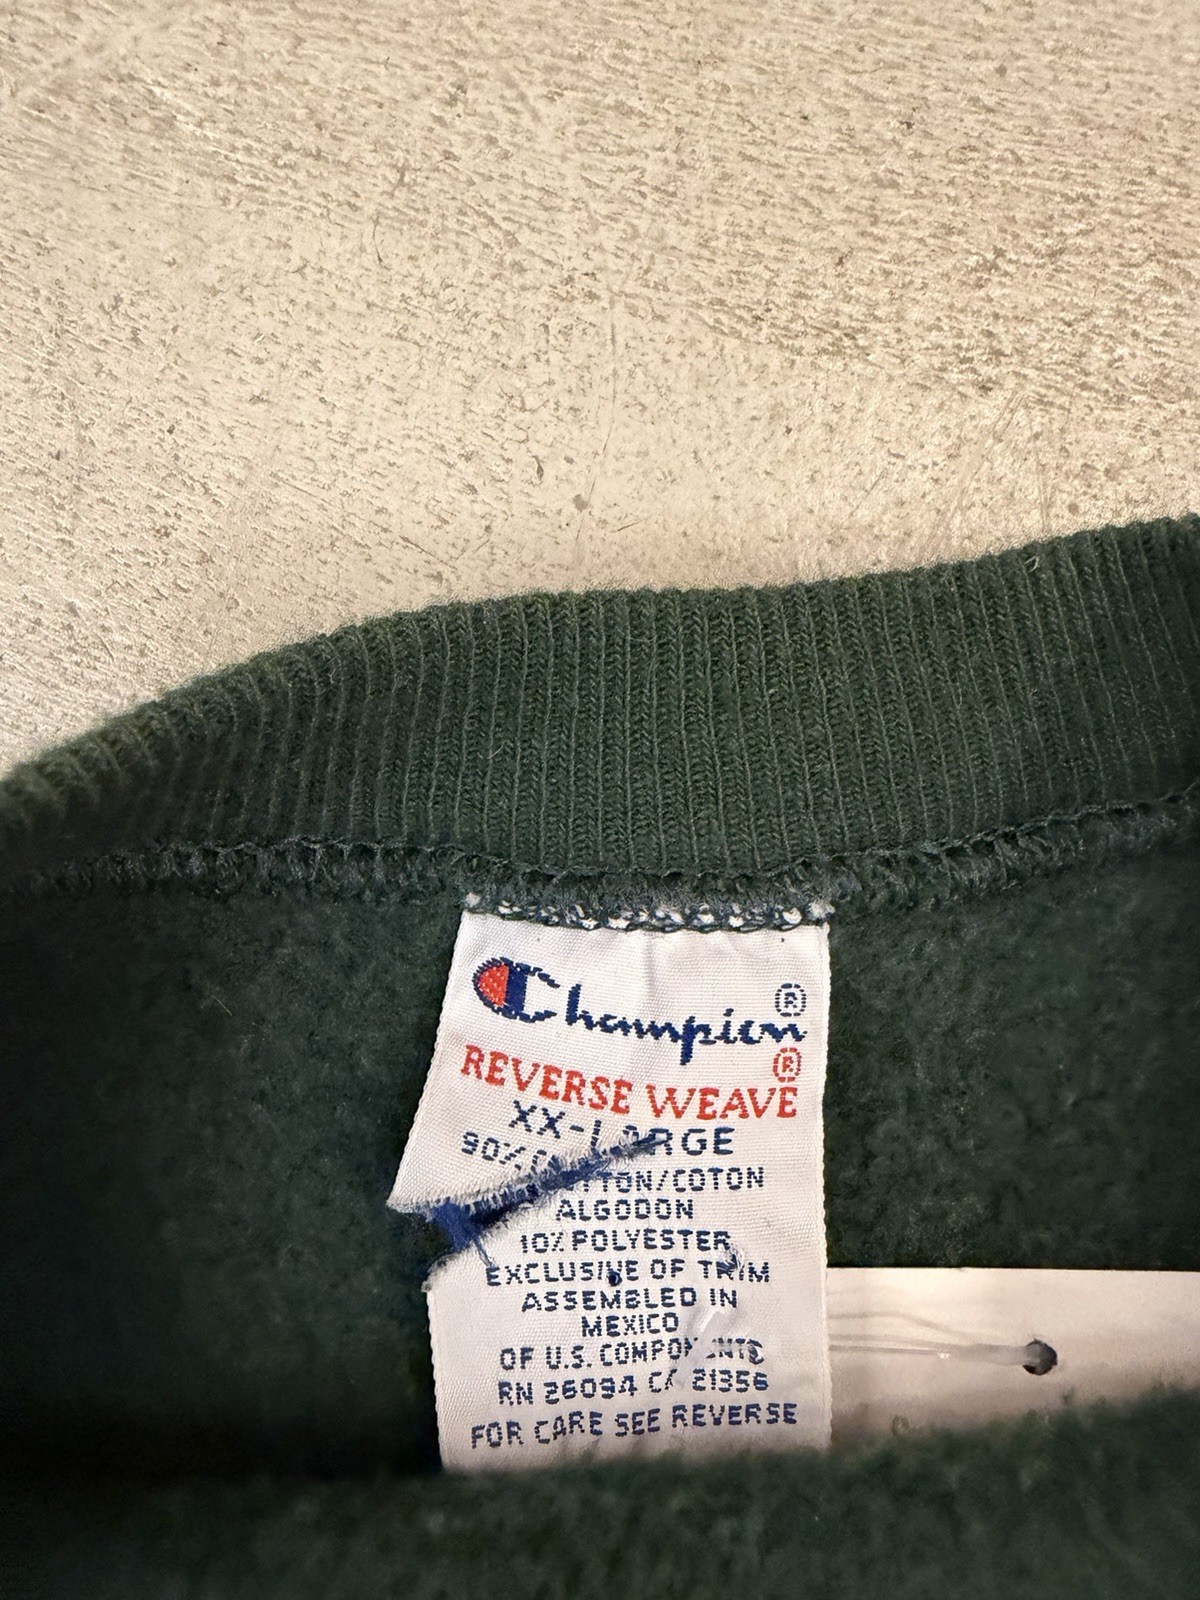 Champion®
REVERSE WEAVE®
XX-LARGE
90% COTTON/COTON
ALGODON
10% POLYESTER
EXCLUSIVE OF TRIM
ASSEMBLED IN
MEXICO
OF U.S. COMPONENTS
RN 26094 CA 21356
FOR CARE SEE REVERSE